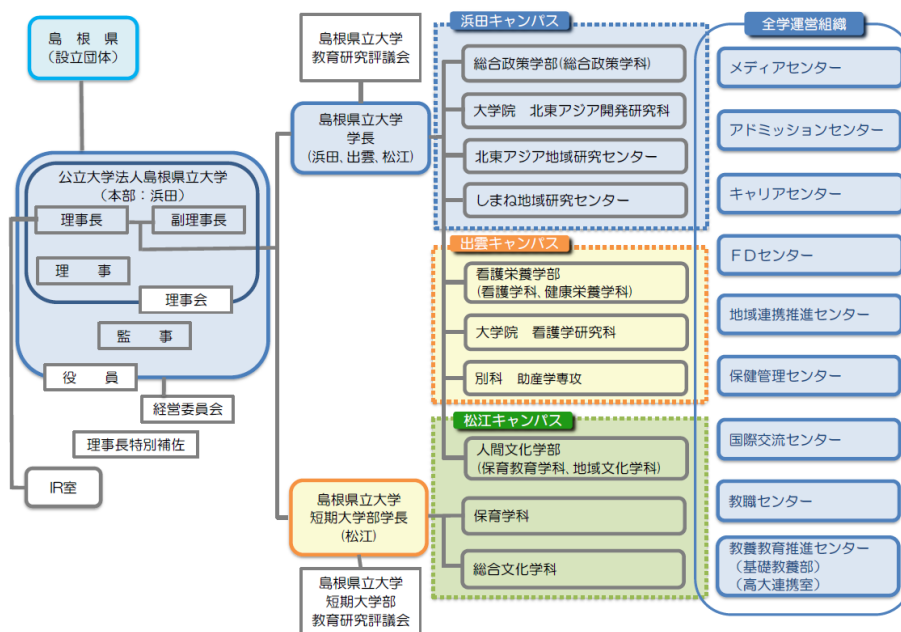 島根県
(設立団体)
公立大学法人島根県立大学
(本部:浜田)
理事長
副理事長
理事
理事会
監事
役員
経営委員会
理事長特別補佐
IR室
島根県立大学
教育研究評議会
島根県立大学
学長
(浜田、出雲、松江)
島根県立大学
短期大学部学長
(松江)
島根県立大学
短期大学部
教育研究評議会
浜田キャンパス
総合政策学部(総合政策学科)
大学院 北東アジア開発研究科
北東アジア地域研究センター
しまね地域研究センター
出雲キャンパス
看護栄養学部
(看護学科、健康栄養学科)
大学院 看護学研究科
別科 助産学専攻
松江キャンパス
人間文化学部
(保育教育学科、地域文化学科)
保育学科
総合文化学科
全学運営組織
メディアセンター
アドミッションセンター
キャリアセンター
FDセンター
地域連携推進センター
保健管理センター
国際交流センター
教職センター
教養教育推進センター
(基礎教養部)
(高大連携室)